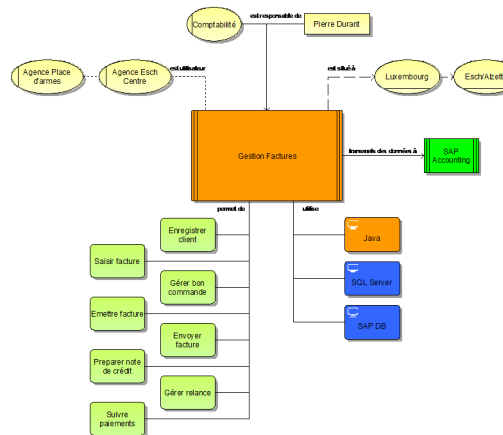 est responsable de
Comptabilité
Pierre Durant
Agence Place
d'armes
Agence Esch
Centre
est utilisateur
est situé à
Luxembourg
Esch/Alzett
Gestion Factures
transmets des données à
SAP
Accounting
permet de
utilise
Enregistrer
client
Saisir facture
Gérer bon
commande
Emettre facture
Envoyer
facture
Preparer note
de crédit
Gérer relance
Suivre
paiements
Java
SQL Server
SAP DB